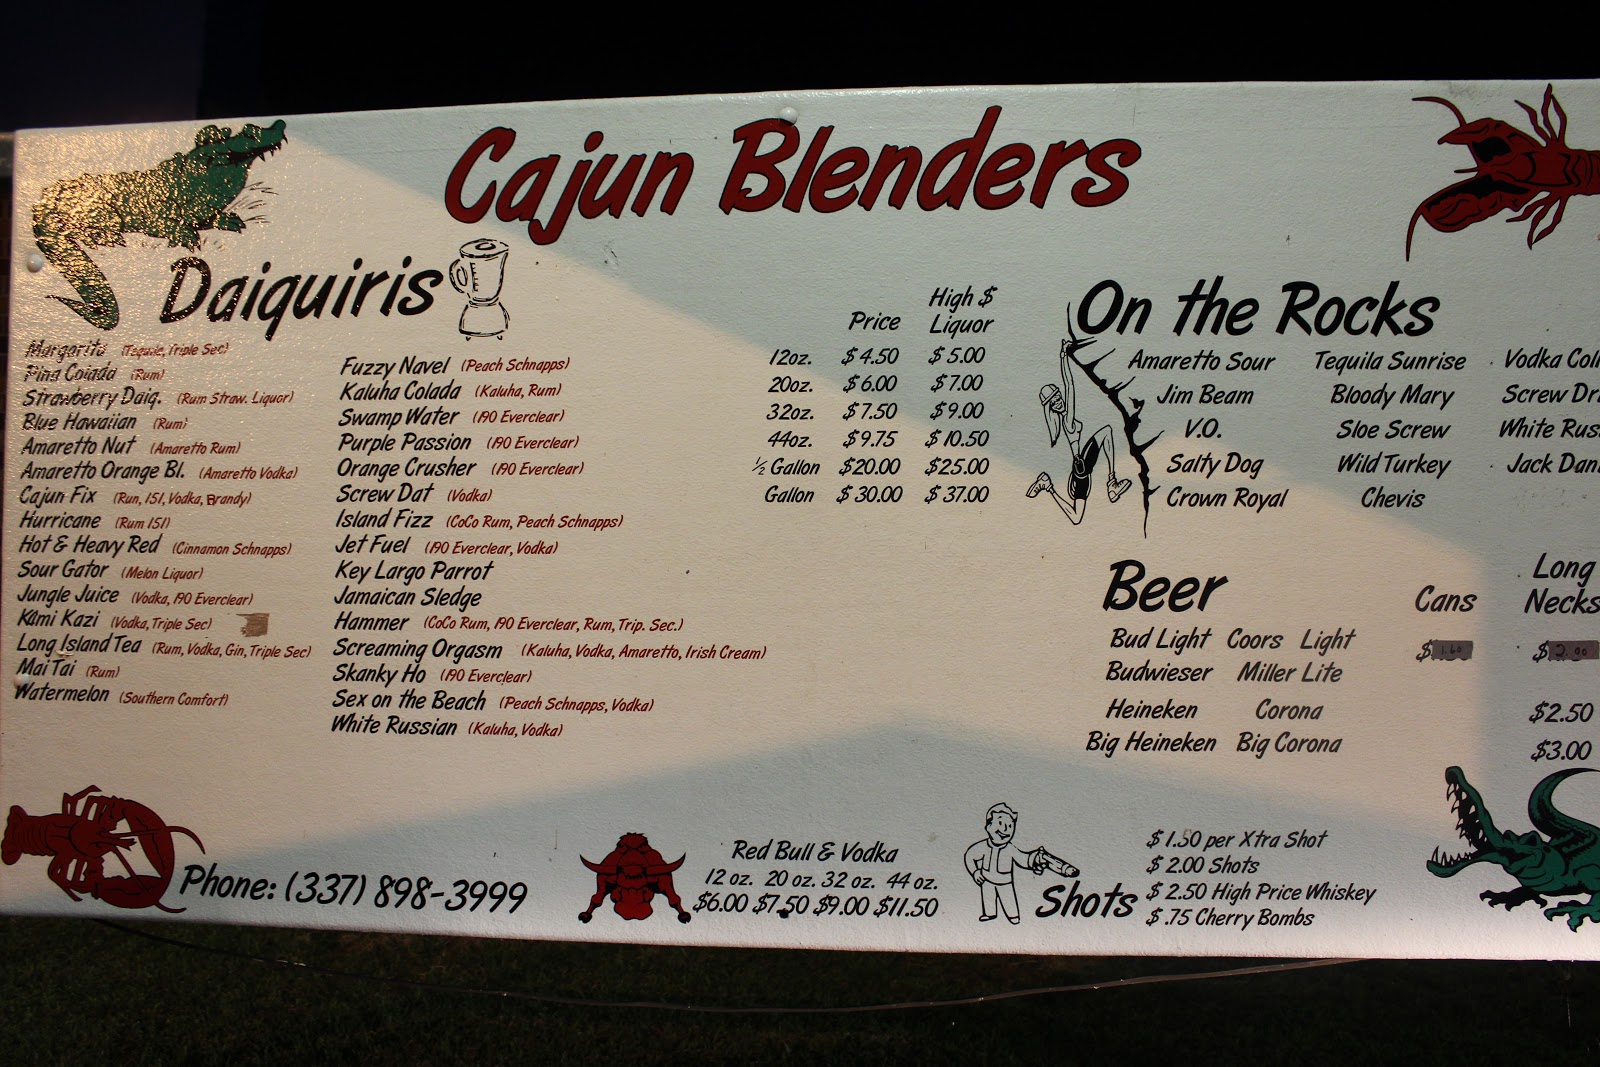 Cajun Blenders
Daiquiris
Margarita (Tequila, Triple Sec)
Pina Colada (Rum)
Strawberry Daiq. (Rum Straw. Liquor)
Blue Hawaiian (Rum)
Amaretto Nut (Amaretto Rum)
Amaretto Orange Bl. (Amaretto Vodka)
Cajun Fix (Run, 151, Vodka, Brandy)
Hurricane (Rum 151)
Hot & Heavy Red (Cinnamon Schnapps)
Sour Gator (Melon Liquor)
Jungle Juice (Vodka, 190 Everclear)
Kami Kazi (Vodka, Triple Sec)
Long Island Tea (Rum, Vodka, Gin, Triple Sec)
Mai Tai (Rum)
Watermelon (Southern Comfort)
Fuzzy Navel (Peach Schnapps)
Kaluha Colada (Kaluha, Rum)
Swamp Water (190 Everclear)
Purple Passion (190 Everclear)
Orange Crusher (190 Everclear)
Screw Dat (Vodka)
Island Fizz (CoCo Rum, Peach Schnapps)
Jet Fuel (190 Everclear, Vodka)
Key Largo Parrot
Jamaican Sledge
Hammer (CoCo Rum, 190 Everclear, Rum, Trip. Sec.)
Screaming Orgasm (Kaluha, Vodka, Amaretto, Irish Cream)
Skanky Ho (190 Everclear)
Sex on the Beach (Peach Schnapps, Vodka)
White Russian (Kaluha, Vodka)
High $
Price Liquor
12oz. $4.50 $5.00
20oz. $6.00 $7.00
32oz. $7.50 $9.00
44oz. $9.75 $10.50
½ Gallon $20.00 $25.00
Gallon $30.00 $37.00
On the Rocks
Amaretto Sour Tequila Sunrise Vodka Coll
Jim Beam Bloody Mary Screw Dri
V.O. Sloe Screw White Rus
Salty Dog Wild Turkey Jack Dan
Crown Royal Chevis
Beer Cans Long
Necks
Bud Light Coors Light $1.60 $2.00
Budwieser Miller Lite
Heineken Corona $2.50
Big Heineken Big Corona $3.00
Phone: (337) 898-3999
Red Bull & Vodka
12 oz. 20 oz. 32 oz. 44 oz.
$6.00 $7.50 $9.00 $11.50
Shots
$1.50 per Xtra Shot
$2.00 Shots
$2.50 High Price Whiskey
$.75 Cherry Bombs